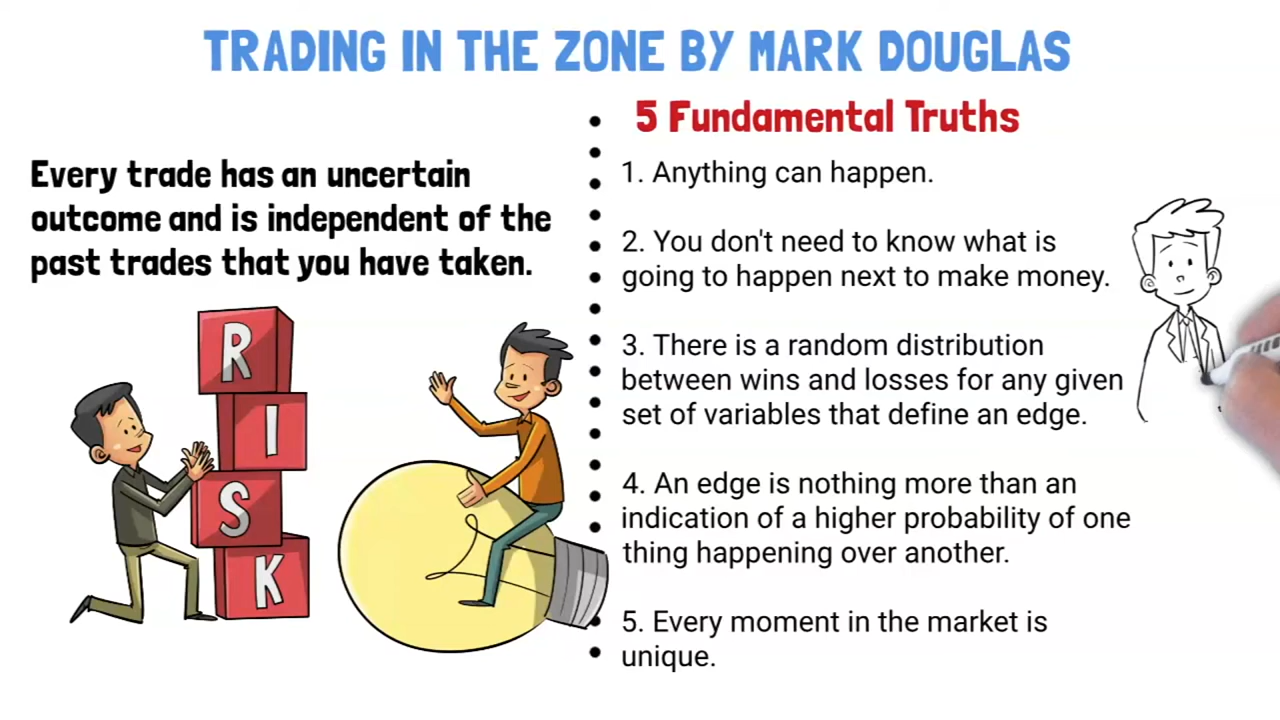 TRADING IN THE ZONE BY MARK DOUGLAS
Every trade has an uncertain
outcome and is independent of the
past trades that you have taken.
R
I
S
K
5 Fundamental Truths
1. Anything can happen.
2. You don't need to know what is
going to happen next to make money.
3. There is a random distribution
between wins and losses for any given
set of variables that define an edge.
4. An edge is nothing more than an
indication of a higher probability of one
thing happening over another.
5. Every moment in the market is
unique.